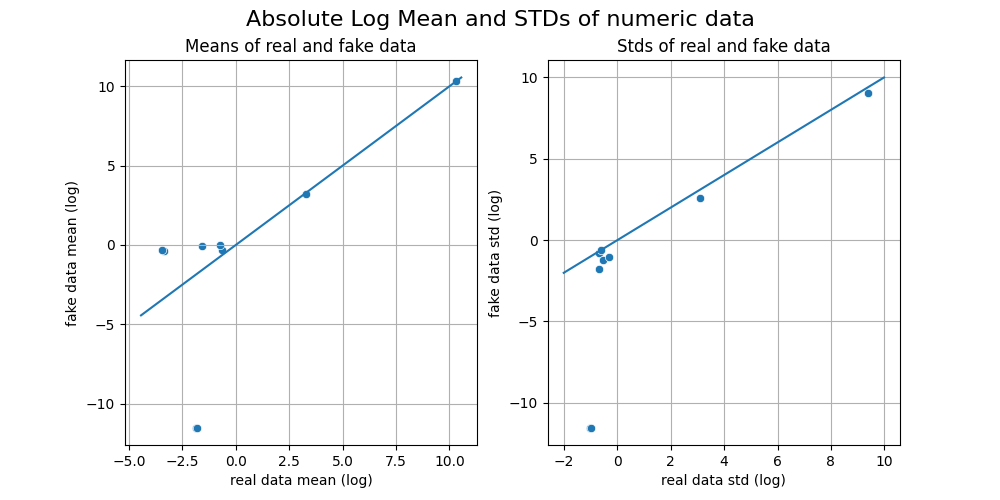 Absolute Log Mean and STDs of numeric data
Means of real and fake data
fake data mean (log)
10
5
0
−5
−10
−5.0 −2.5 0.0 2.5 5.0 7.5 10.0
real data mean (log)
Stds of real and fake data
fake data std (log)
10
5
0
−5
−10
−2 0 2 4 6 8 10
real data std (log)